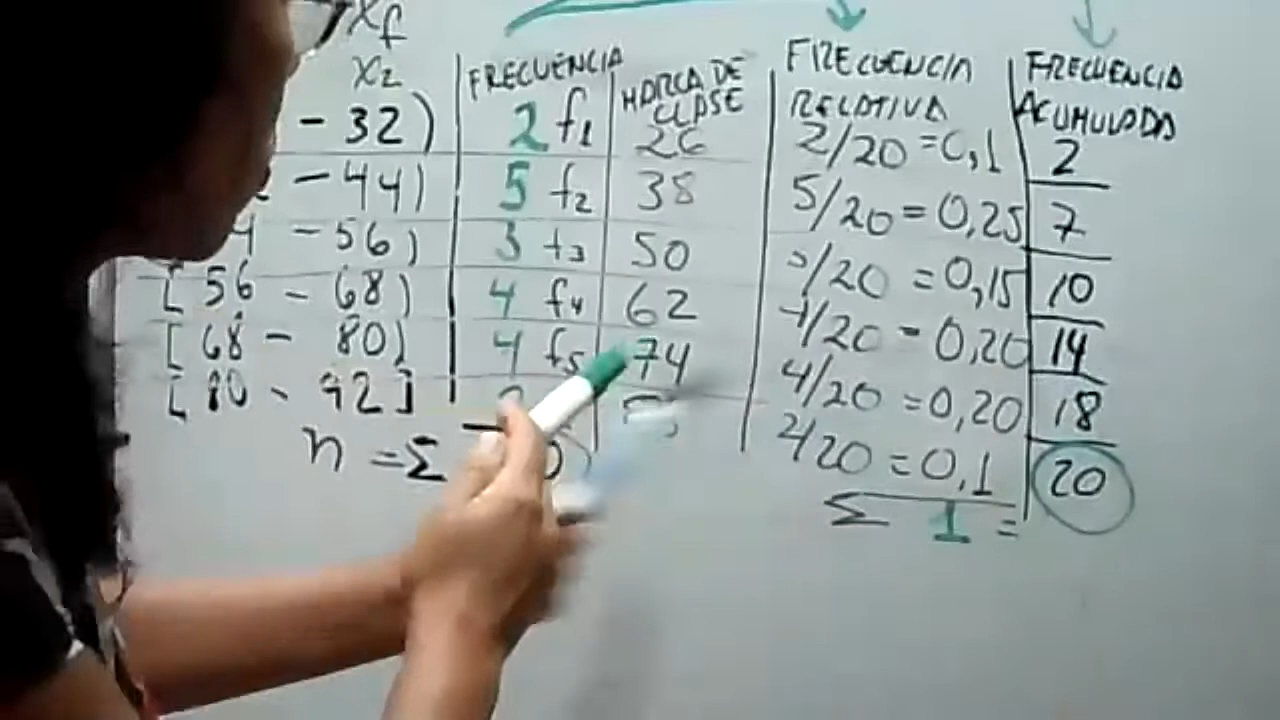 xf
x2
FRECUENCIA
MARCA DE
CLASE
FRECUENCIA
RELATIVA
FRECUENCIA
ACUMULADA
- 32) 2 f1 26 2/20 = 0,1 2
- 44) 5 f2 38 5/20 = 0,25 7
- 56) 3 f3 50 /20 = 0,15 10
[56 - 68) 4 f4 62 4/20 = 0,20 14
[68 - 80) 4 f5 74 4/20 = 0,20 18
[80 - 92] 2/20 = 0,1 20
n = Σ
Σ 1 =